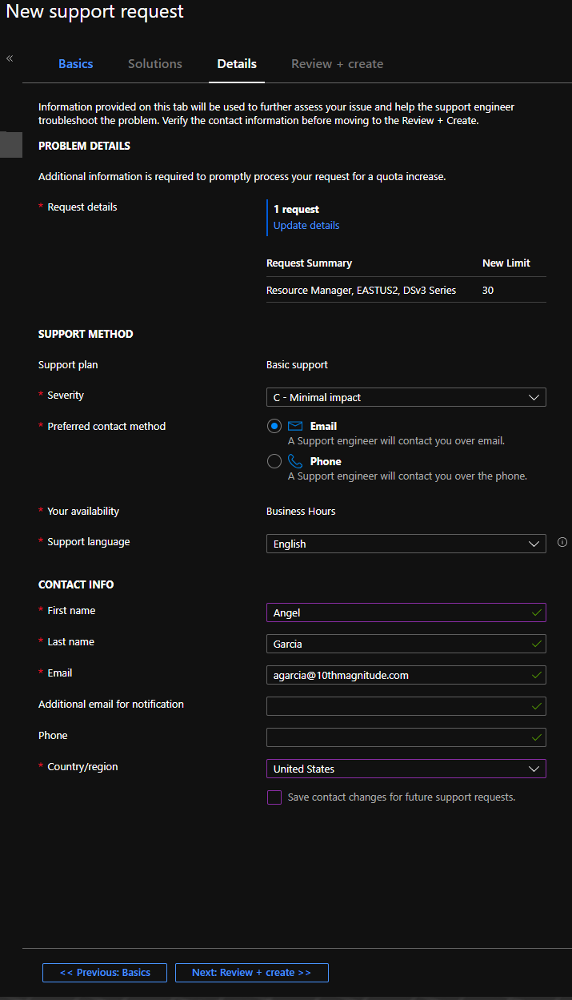 New support request
«
Basics
Solutions
Details
Review + create
Information provided on this tab will be used to further assess your issue and help the support engineer
troubleshoot the problem. Verify the contact information before moving to the Review + Create.
PROBLEM DETAILS
Additional information is required to promptly process your request for a quota increase.
* Request details
1 request
Update details
Request Summary New Limit
Resource Manager, EASTUS2, DSv3 Series 30
SUPPORT METHOD
Support plan Basic support
* Severity C - Minimal impact
* Preferred contact method Email
A Support engineer will contact you over email.
Phone
A Support engineer will contact you over the phone.
* Your availability Business Hours
* Support language English
CONTACT INFO
* First name Angel
* Last name Garcia
* Email agarcia@10thmagnitude.com
Additional email for notification
Phone
* Country/region United States
Save contact changes for future support requests.
<< Previous: Basics Next: Review + create >>